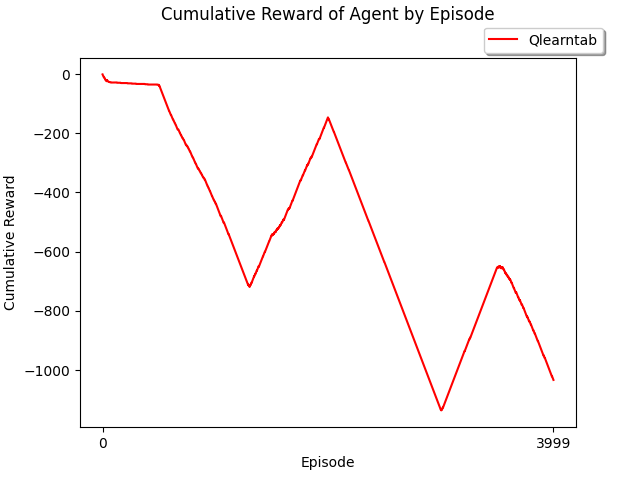 Cumulative Reward of Agent by Episode
Qlearntab
0
−200
−400
−600
−800
−1000
Cumulative Reward
0 3999
Episode